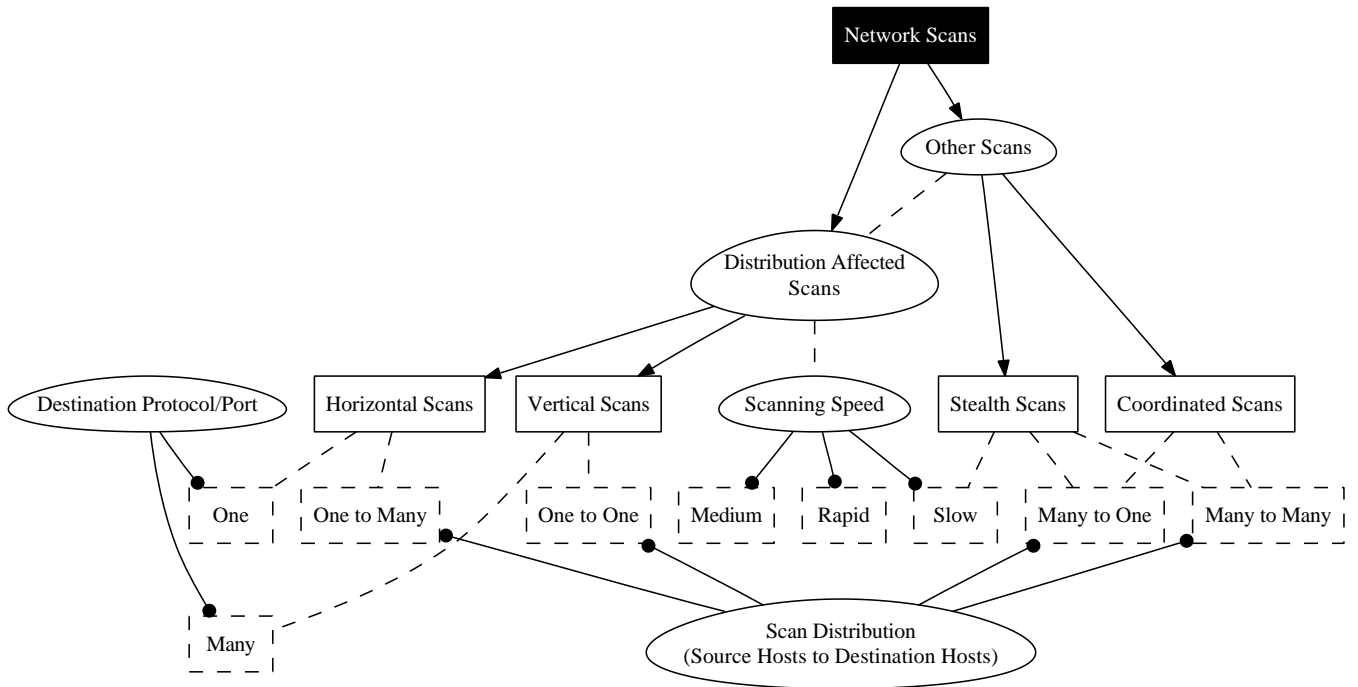 Network Scans
Other Scans
Distribution Affected
Scans
Destination Protocol/Port
Horizontal Scans
Vertical Scans
Scanning Speed
Stealth Scans
Coordinated Scans
One
One to Many
One to One
Medium
Rapid
Slow
Many to One
Many to Many
Many
Scan Distribution
(Source Hosts to Destination Hosts)